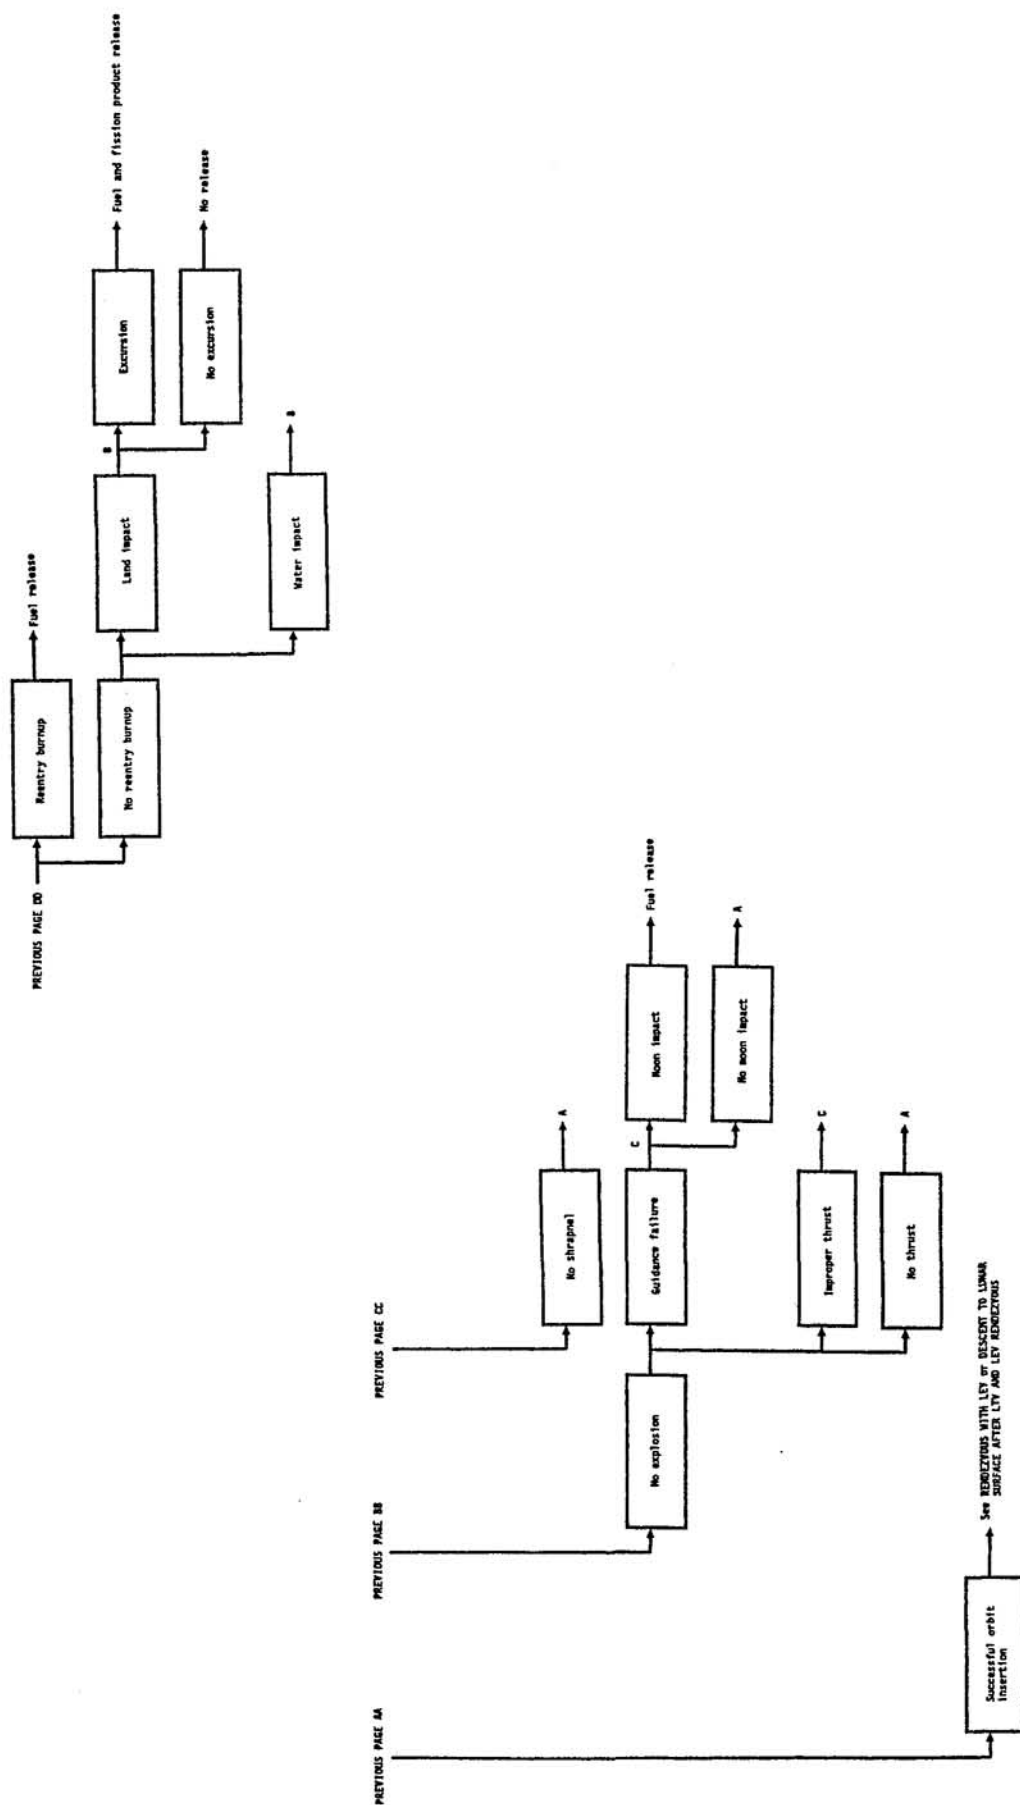 PREVIOUS PAGE DD
Reentry burnup
Fuel release
No reentry burnup
Land impact
B
Excursion
Fuel and fission product release
No excursion
No release
Water impact
B
PREVIOUS PAGE CC
No shrapnel
A
PREVIOUS PAGE BB
No explosion
Guidance failure
C
Moon impact
Fuel release
No moon impact
A
Improper thrust
C
No thrust
A
PREVIOUS PAGE AA
Successful orbit
insertion
See RENDEZVOUS WITH LEV or DESCENT TO LUNAR
SURFACE AFTER LTV AND LEV RENDEZVOUS